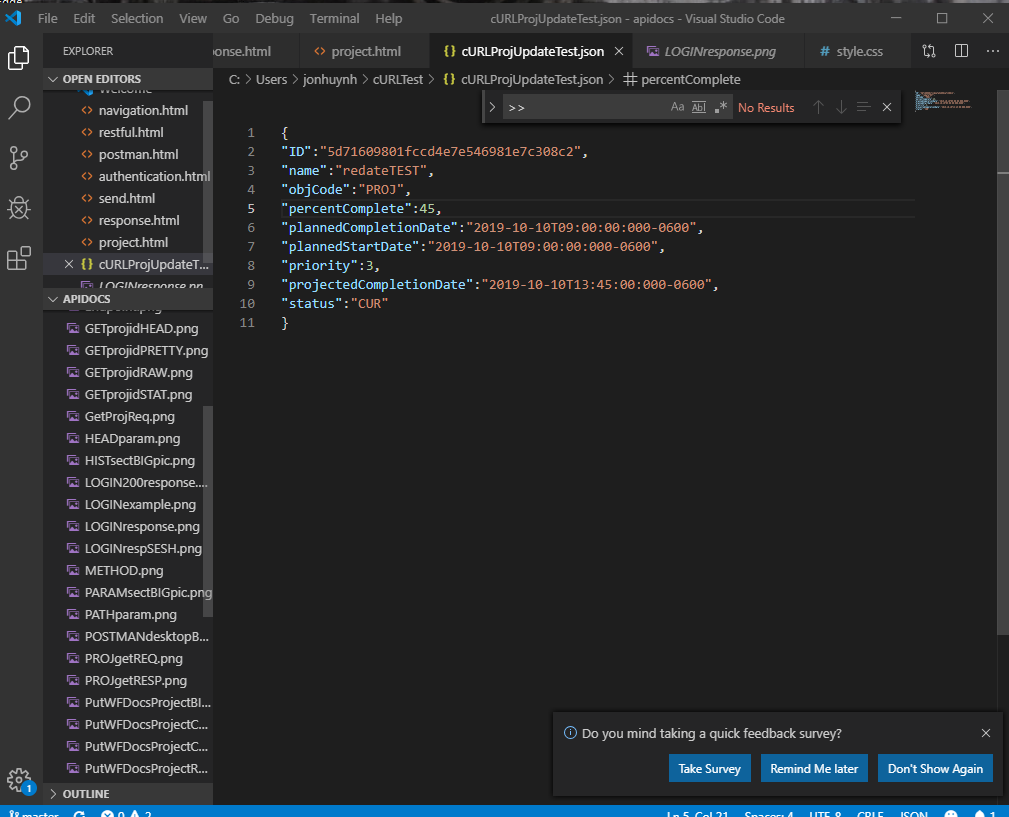 File Edit Selection View Go Debug Terminal Help cURLProjUpdateTest.json - apidocs - Visual Studio Code
EXPLORER
onse.html project.html cURLProjUpdateTest.json LOGINresponse.png style.css
OPEN EDITORS
C: > Users > jonhuynh > cURLTest > {} cURLProjUpdateTest.json > percentComplete
Welcome
>> Aa Abl .* No Results
navigation.html
restful.html
postman.html
authentication.html
send.html
response.html
project.html
{} cURLProjUpdateT...
LOGINresponse.pn
1 {
2 "ID":"5d71609801fccd4e7e546981e7c308c2",
3 "name":"redateTEST",
4 "objCode":"PROJ",
5 "percentComplete":45,
6 "plannedCompletionDate":"2019-10-10T09:00:00:000-0600",
7 "plannedStartDate":"2019-10-10T09:00:00:000-0600",
8 "priority":3,
9 "projectedCompletionDate":"2019-10-10T13:45:00:000-0600",
10 "status":"CUR"
11 }
APIDOCS
GETprojidHEAD.png
GETprojidPRETTY.png
GETprojidRAW.png
GETprojidSTAT.png
GetProjReq.png
HEADparam.png
HISTsectBIGpic.png
LOGIN200response....
LOGINexample.png
LOGINresponse.png
LOGINrespSESH.png
METHOD.png
PARAMsectBIGpic.png
PATHparam.png
POSTMANdesktopB...
PROJgetREQ.png
PROJgetRESP.png
PutWFDocsProjectBI...
PutWFDocsProjectC...
PutWFDocsProjectC...
PutWFDocsProjectR...
OUTLINE
Do you mind taking a quick feedback survey?
Take Survey Remind Me later Don't Show Again
1
master 0 2 Ln 5, Col 21 Spaces: 4 UTF-8 CRLF JSON 1